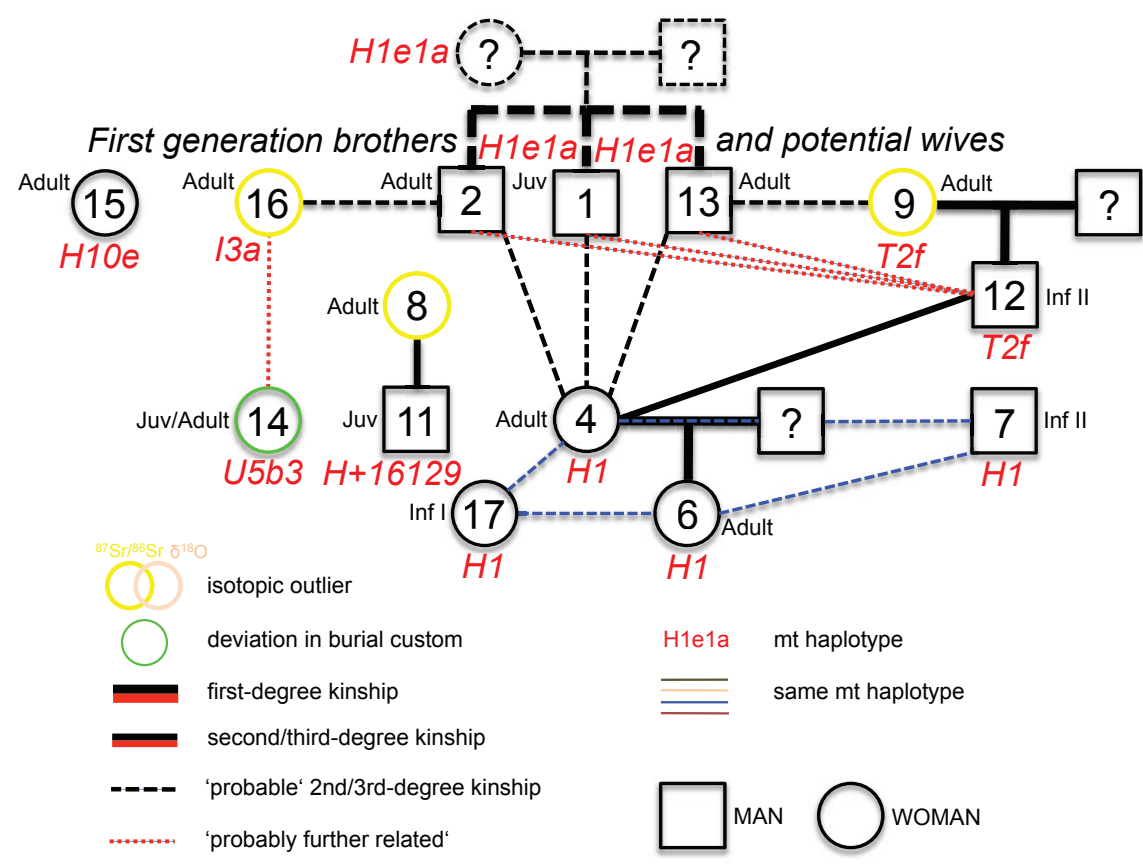 H1e1a ? ?
First generation brothers H1e1a H1e1a and potential wives
Adult 15 Adult 16 Adult 2 Juv 1 13 Adult 9 Adult ?
H10e I3a T2f
Adult 8 12 Inf II
T2f
Juv/Adult 14 Juv 11 Adult 4 ? 7 Inf II
U5b3 H+16129 H1 H1
Inf I 17 6 Adult
H1 H1
87Sr/86Sr δ18O
isotopic outlier
deviation in burial custom H1e1a mt haplotype
first-degree kinship same mt haplotype
second/third-degree kinship
‘probable‘ 2nd/3rd-degree kinship MAN WOMAN
‘probably further related‘